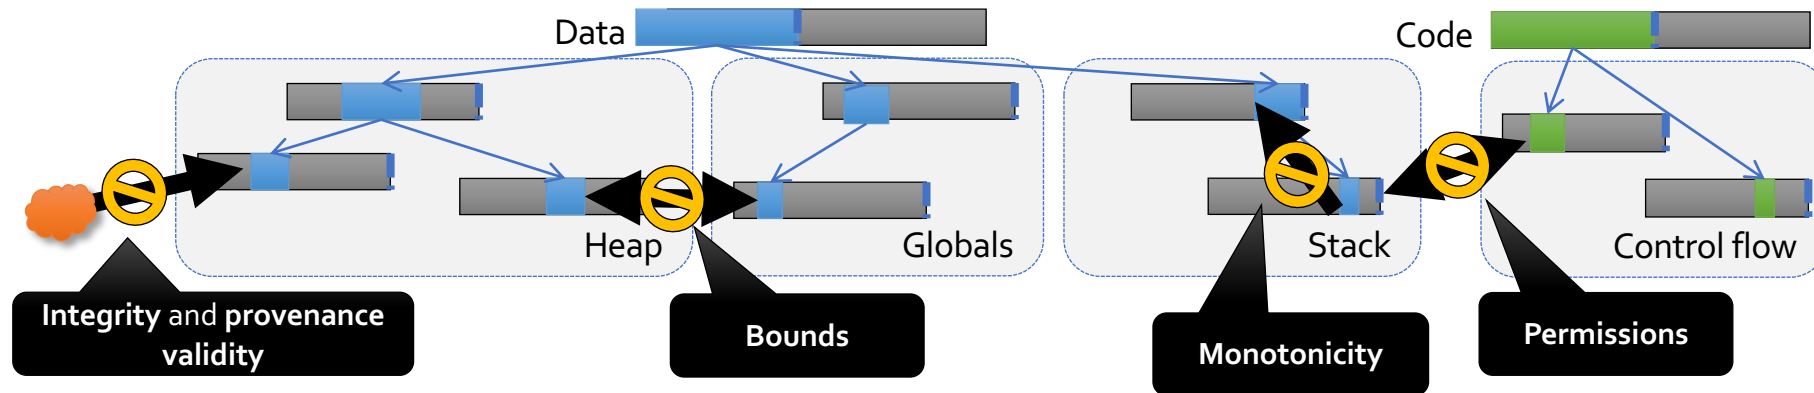 Data
Code
Heap
Globals
Stack
Control flow
Integrity and provenance
validity
Bounds
Monotonicity
Permissions